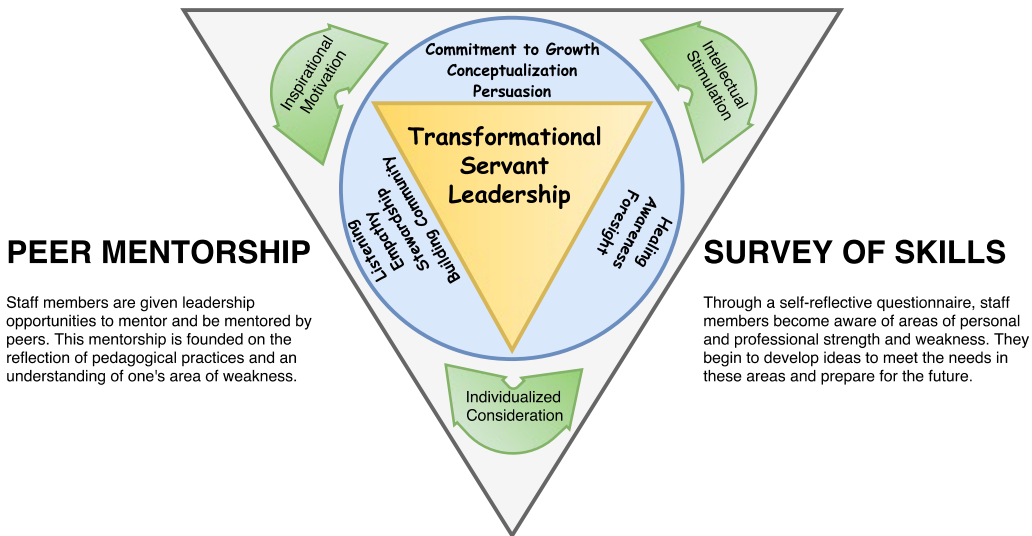 Inspirational
Motivation
Commitment to Growth
Conceptualization
Persuasion
Intellectual
Stimulation
Transformational
Servant
Leadership
Listening
Empathy
Stewardship
Building Community
Healing
Awareness
Foresight
PEER MENTORSHIP
Staff members are given leadership
opportunities to mentor and be mentored by
peers. This mentorship is founded on the
reflection of pedagogical practices and an
understanding of one's area of weakness.
SURVEY OF SKILLS
Through a self-reflective questionnaire, staff
members become aware of areas of personal
and professional strength and weakness. They
begin to develop ideas to meet the needs in
these areas and prepare for the future.
Individualized
Consideration